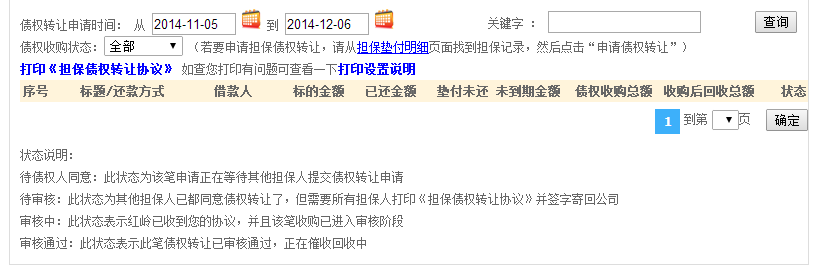 债权转让申请时间： 从 2014-11-05 到 2014-12-06 关键字 ： 查询
债权收购状态： 全部 （若要申请担保债权转让，请从担保垫付明细页面找到担保记录，然后点击“申请债权转让”）
打印《担保债权转让协议》 如查您打印有问题可查看一下打印设置说明
序号 标题/还款方式 借款人 标的金额 已还金额 垫付未还 未到期金额 债权收购总额 收购后回收总额 状态
1 到第 页 确定
状态说明：
待债权人同意：此状态为该笔申请正在等待其他担保人提交债权转让申请
待审核：此状态为其他担保人已都同意债权转让了，但需要所有担保人打印《担保债权转让协议》并签字寄回公司
审核中：此状态表示红岭已收到您的协议，并且该笔收购已进入审核阶段
审核通过：此状态表示此笔债权转让已审核通过，正在催收回收中